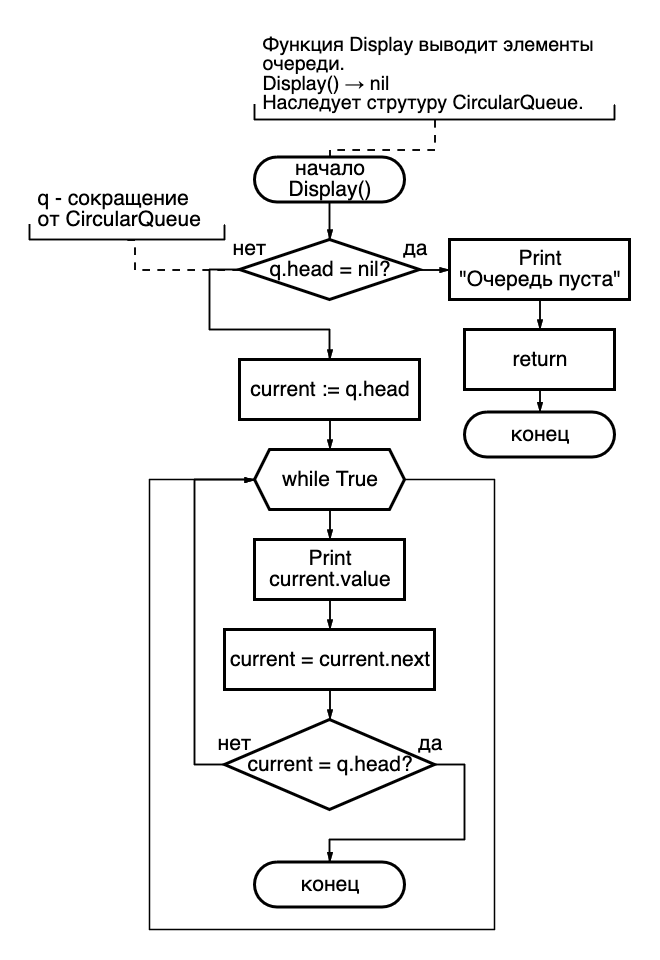 Функция Display выводит элементы
очереди.
Display() → nil
Наследует струтуру CircularQueue.
начало
Display()
q - сокращение
от CircularQueue
нет
да
q.head = nil?
Print
"Очередь пуста"
return
конец
current := q.head
while True
Print
current.value
current = current.next
нет
да
current = q.head?
конец